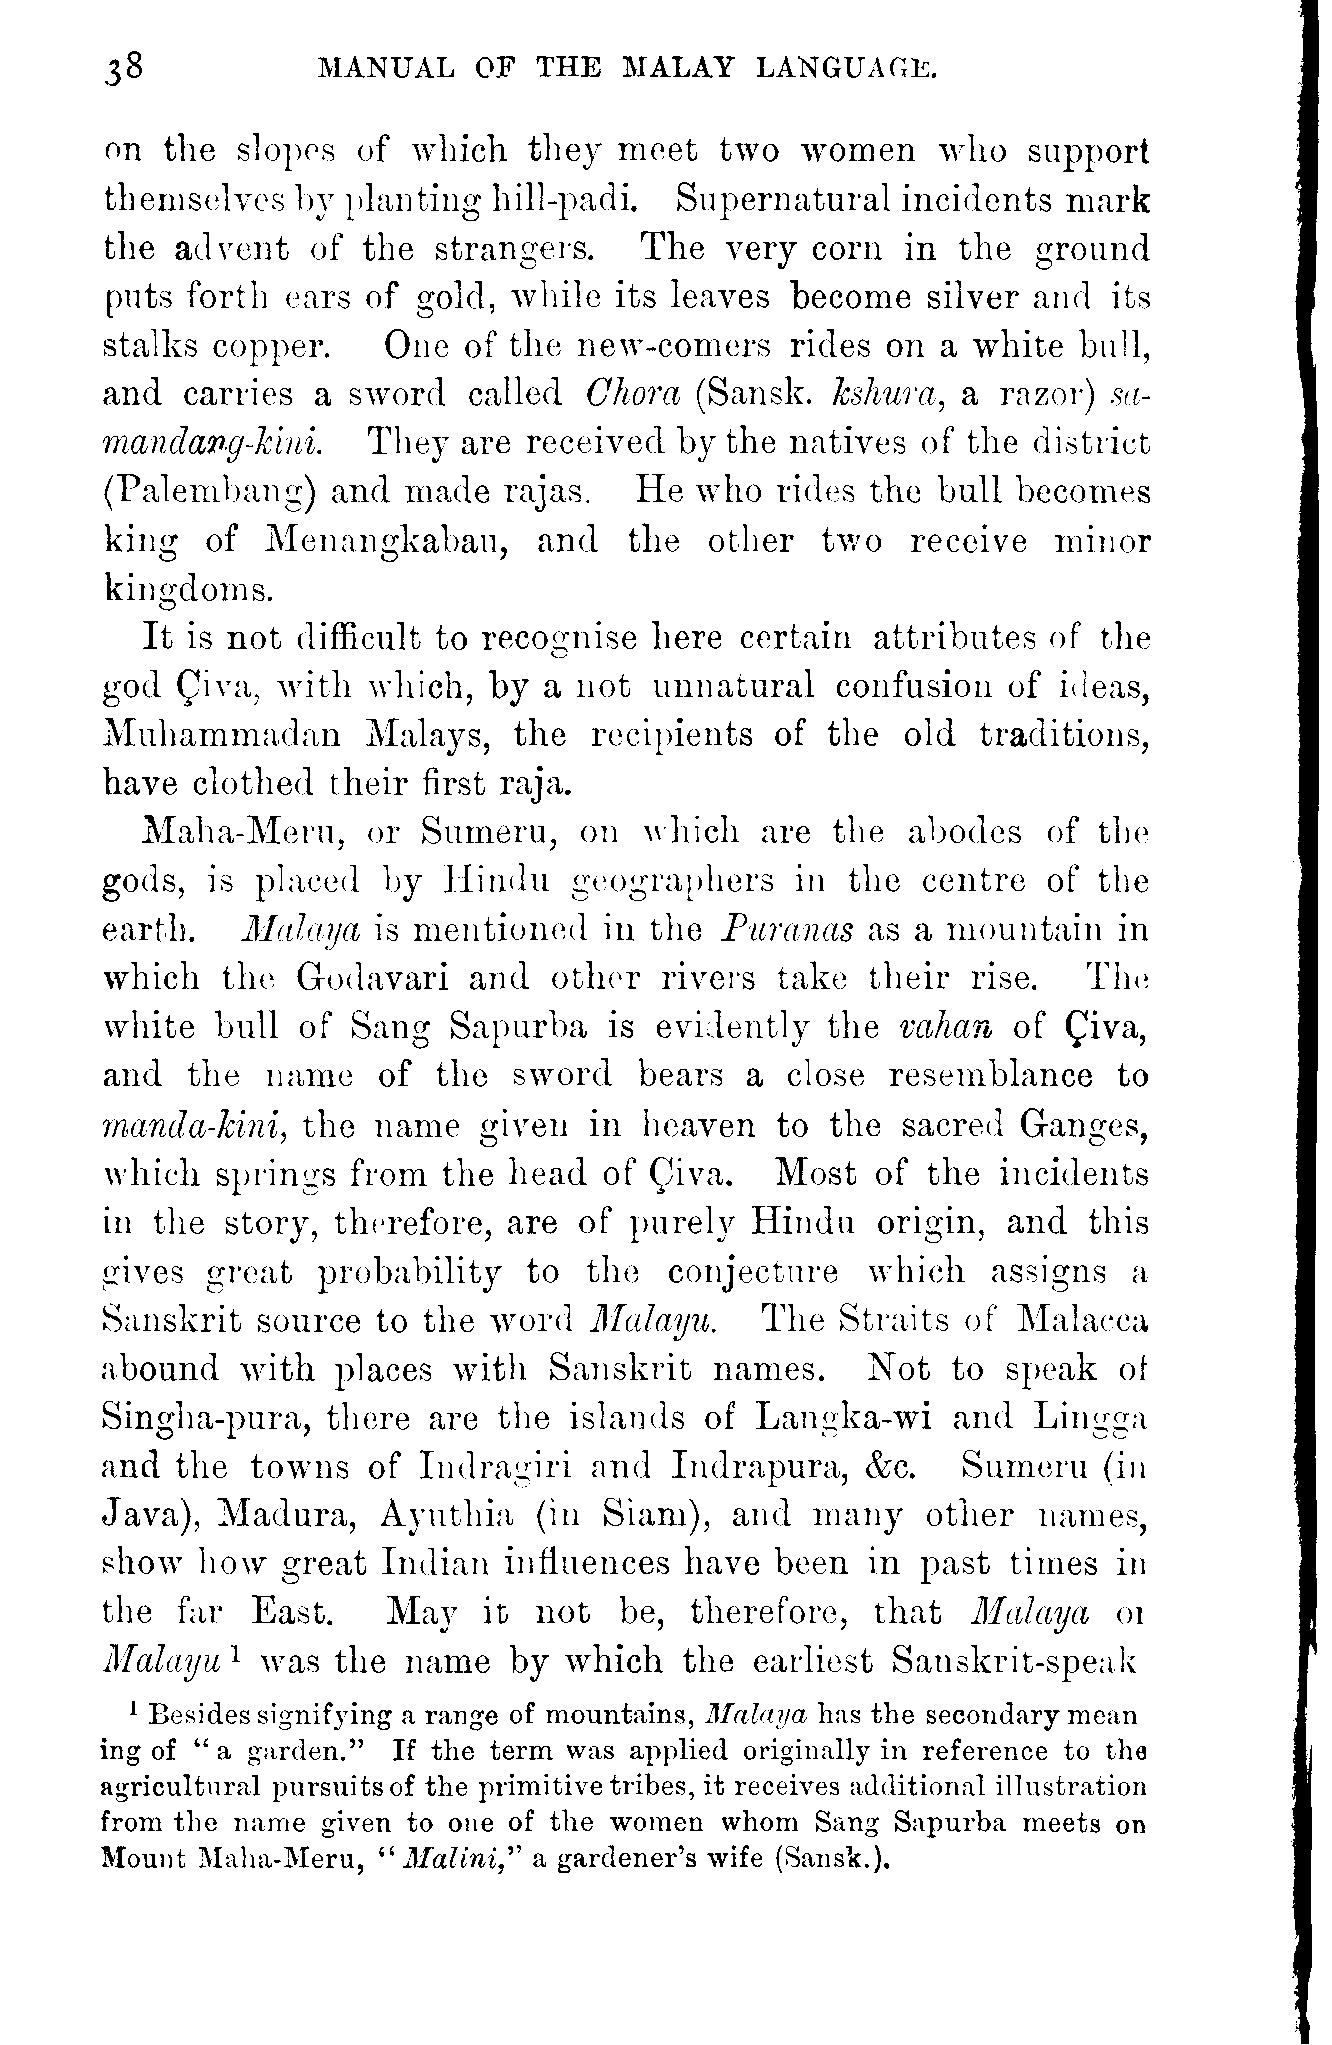 38 MANUAL OF THE MALAY LANGUAGE.
on the slopes of which they meet two women who support
themselves by planting hill-padi. Supernatural incidents mark
the advent of the strangers. The very corn in the ground
puts forth ears of gold, while its leaves become silver and its
stalks copper. One of the new-comers rides on a white bull,
and carries a sword called Chora (Sansk. kshura, a razor) sa-
mandang-kini. They are received by the natives of the district
(Palembang) and made rajas. He who rides the bull becomes
king of Menangkabau, and the other two receive minor
kingdoms.
It is not difficult to recognise here certain attributes of the
god Çiva, with which, by a not unnatural confusion of ideas,
Muhammadan Malays, the recipients of the old traditions,
have clothed their first raja.
Maha-Meru, or Sumeru, on which are the abodes of the
gods, is placed by Hindu geographers in the centre of the
earth. Malaya is mentioned in the Puranas as a mountain in
which the Godavari and other rivers take their rise. The
white bull of Sang Sapurba is evidently the vahan of Çiva,
and the name of the sword bears a close resemblance to
manda-kini, the name given in heaven to the sacred Ganges,
which springs from the head of Çiva. Most of the incidents
in the story, therefore, are of purely Hindu origin, and this
gives great probability to the conjecture which assigns a
Sanskrit source to the word Malayu. The Straits of Malacca
abound with places with Sanskrit names. Not to speak of
Singha-pura, there are the islands of Langka-wi and Lingga
and the towns of Indragiri and Indrapura, &c. Sumeru (in
Java), Madura, Ayuthia (in Siam), and many other names,
show how great Indian influences have been in past times in
the far East. May it not be, therefore, that Malaya or
Malayu ¹ was the name by which the earliest Sanskrit-speak
¹ Besides signifying a range of mountains, Malaya has the secondary mean
ing of "a garden." If the term was applied originally in reference to the
agricultural pursuits of the primitive tribes, it receives additional illustration
from the name given to one of the women whom Sang Sapurba meets on
Mount Maha-Meru, "Malini," a gardener's wife (Sansk.).